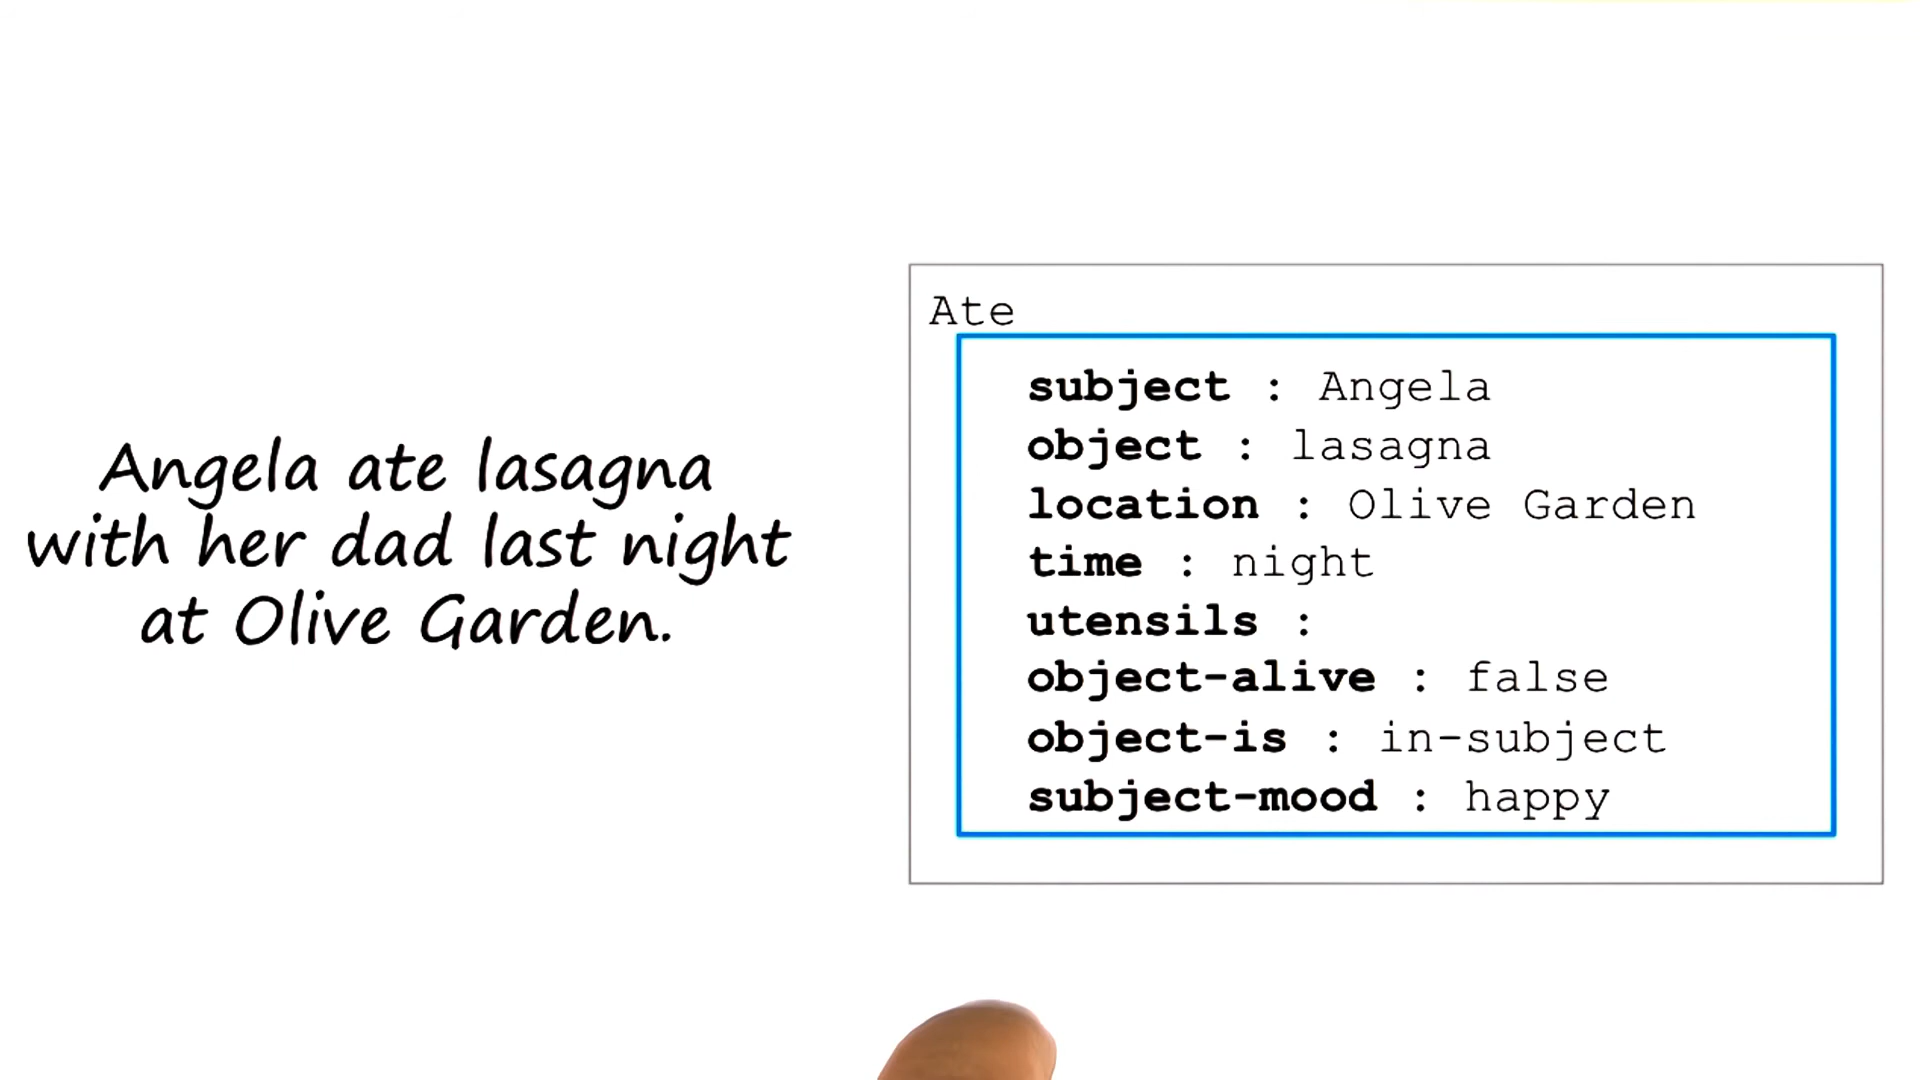 Angela ate lasagna
with her dad last night
at Olive Garden.
Ate
subject : Angela
object : lasagna
location : Olive Garden
time : night
utensils :
object-alive : false
object-is : in-subject
subject-mood : happy